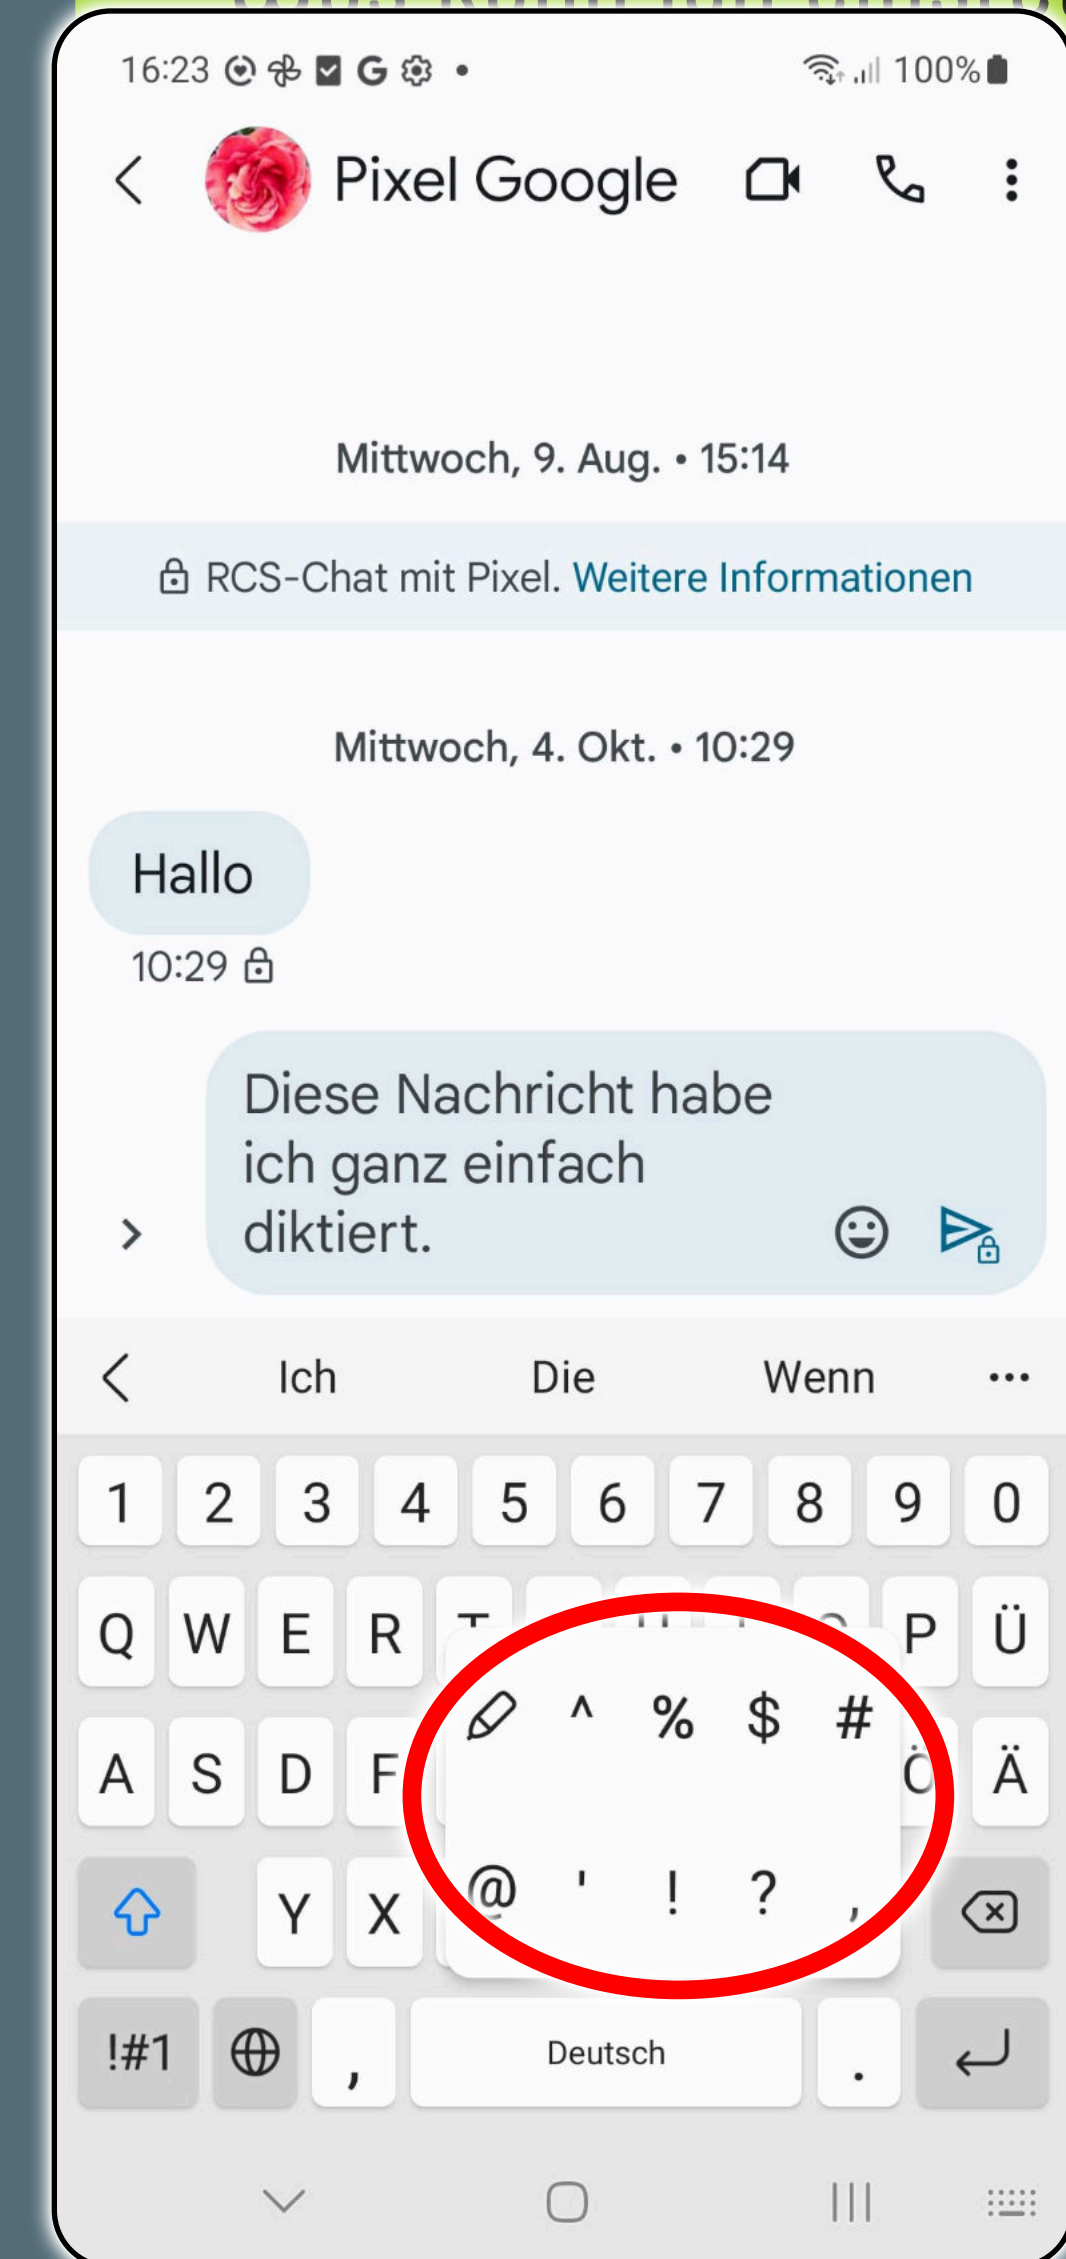 16:23 G 100%
Pixel Google
Mittwoch, 9. Aug. • 15:14
RCS-Chat mit Pixel. Weitere Informationen
Mittwoch, 4. Okt. • 10:29
Hallo
10:29
Diese Nachricht habe
ich ganz einfach
diktiert.
Ich Die Wenn ...
1 2 3 4 5 6 7 8 9 0
Q W E R T P Ü
^ % $ #
A S D F Ö Ä
Y X @ ' ! ? ,
!#1 , Deutsch .